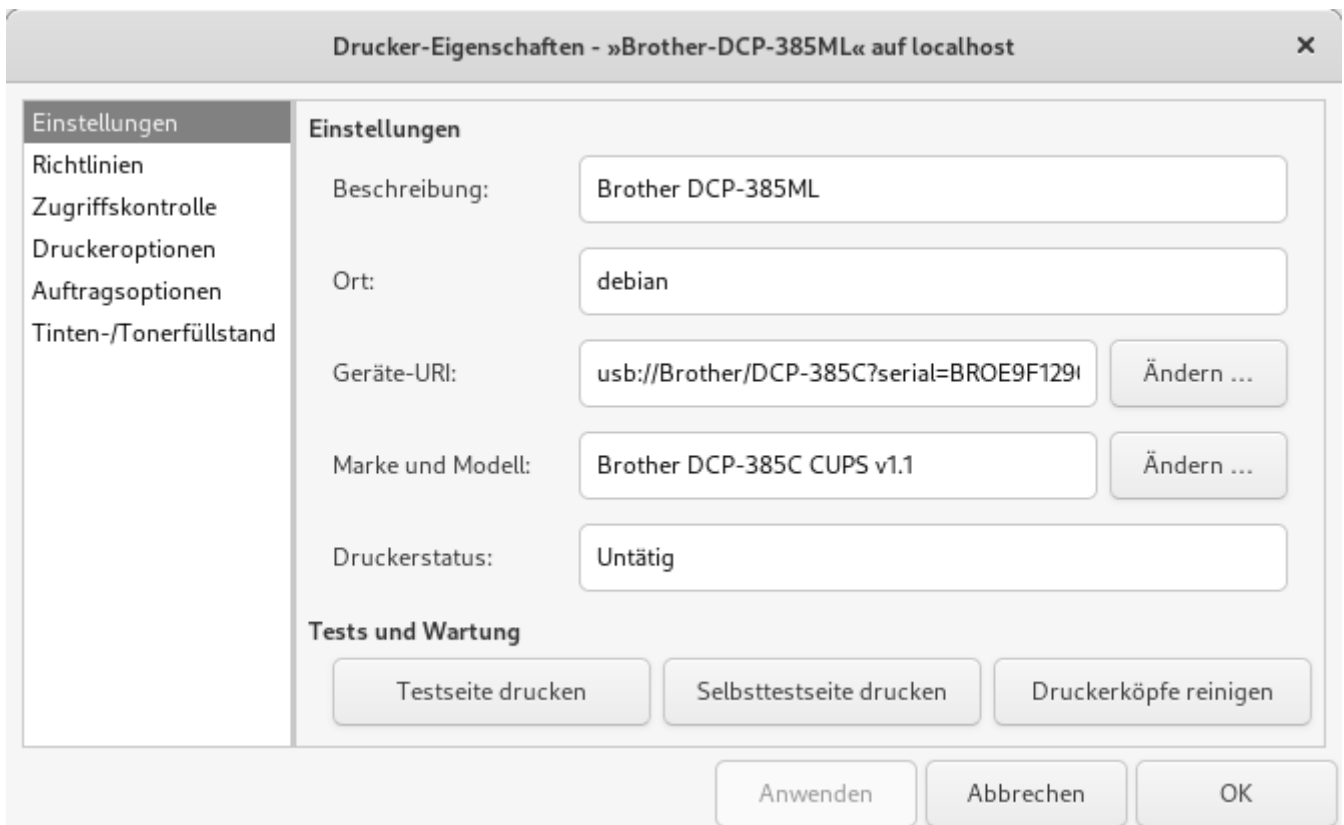 Drucker-Eigenschaften - »Brother-DCP-385ML« auf localhost
Einstellungen
Richtlinien
Zugriffskontrolle
Druckeroptionen
Auftragsoptionen
Tinten-/Tonerfüllstand
Einstellungen
Beschreibung: Brother DCP-385ML
Ort: debian
Geräte-URI: usb://Brother/DCP-385C?serial=BROE9F129 Ändern ...
Marke und Modell: Brother DCP-385C CUPS v1.1 Ändern ...
Druckerstatus: Untätig
Tests und Wartung
Testseite drucken Selbsttestseite drucken Druckerköpfe reinigen
Anwenden Abbrechen OK